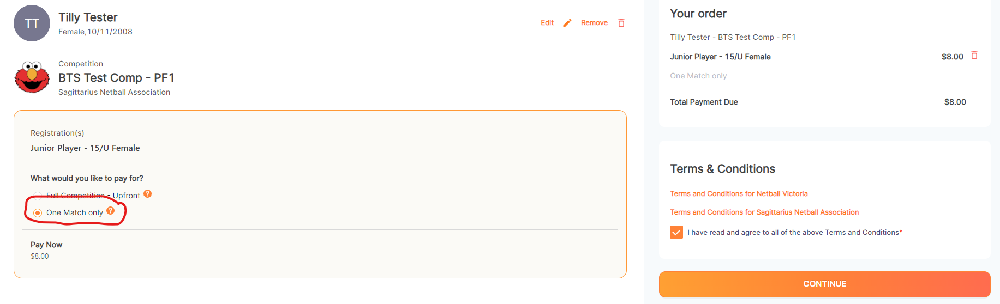 TT
Tilly Tester
Female,10/11/2008
Edit
Remove
Competition
BTS Test Comp - PF1
Sagittarius Netball Association
Registration(s)
Junior Player - 15/U Female
What would you like to pay for?
Full Competition - Upfront ?
One Match only ?
Pay Now
$8.00
Your order
Tilly Tester - BTS Test Comp - PF1
Junior Player - 15/U Female $8.00
One Match only
Total Payment Due $8.00
Terms & Conditions
Terms and Conditions for Netball Victoria
Terms and Conditions for Sagittarius Netball Association
I have read and agree to all of the above Terms and Conditions*
CONTINUE